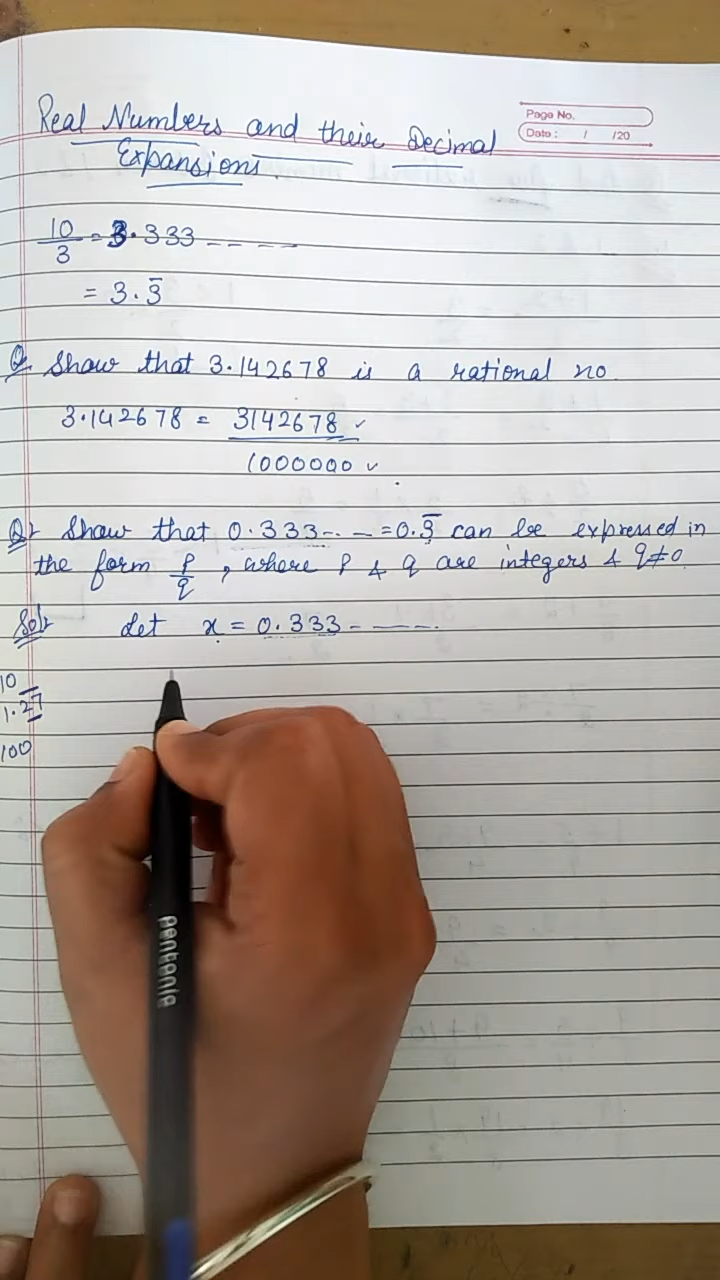 Page No.
Date : / /20
Real Numbers and their Decimal
Expansions.
10/3 = 3.333 - - - -
= 3.3̅
Q. Show that 3.142678 is a rational no.
3.142678 = 3142678 ✓
1000000 ✓
Q2 Show that 0.333-- -- = 0.3̅ can be expressed in
the form p/q , where p & q are integers & q≠0
Sol: Let x = 0.333 - -----.
10
1.27
100
pentonic